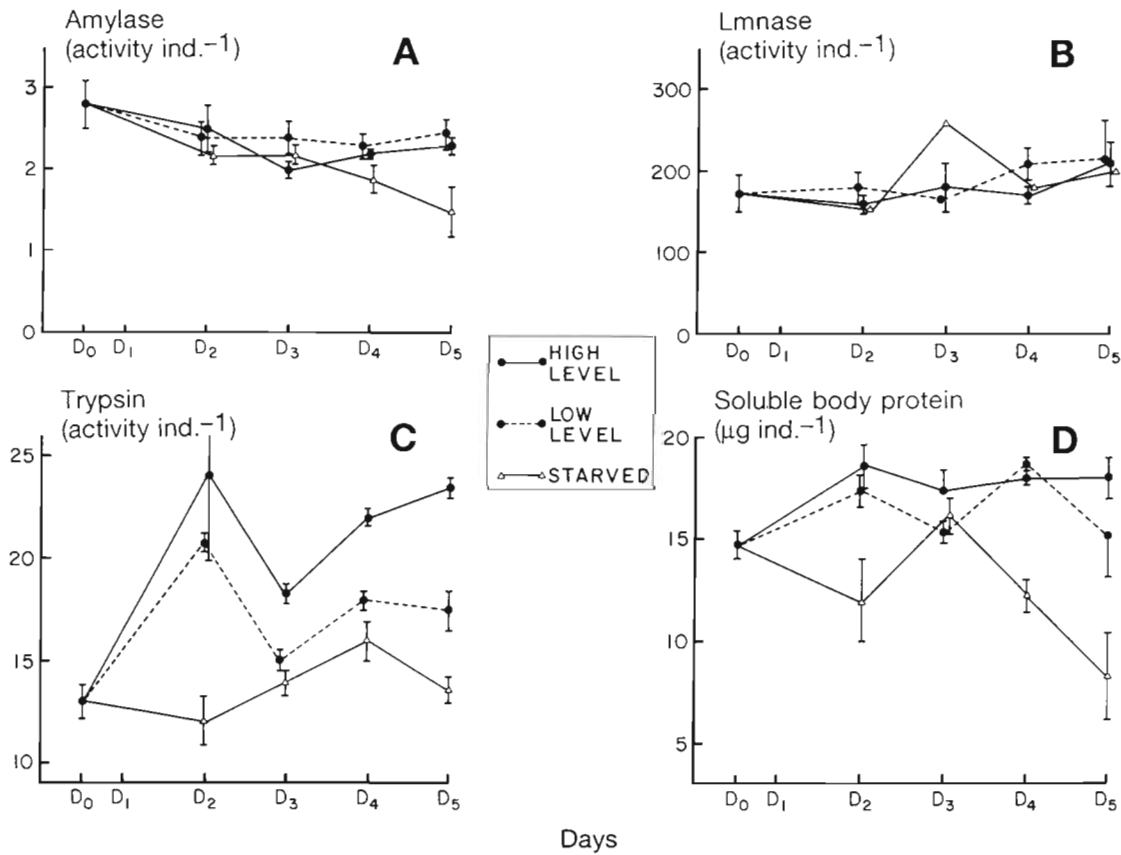 Amylase
(activity ind.⁻¹)
A
3
2
1
0
D₀ D₁ D₂ D₃ D₄ D₅
Lmnase
(activity ind.⁻¹)
B
300
200
100
0
D₀ D₁ D₂ D₃ D₄ D₅
HIGH
LEVEL
LOW
LEVEL
STARVED
Trypsin
(activity ind.⁻¹)
C
25
20
15
10
D₀ D₁ D₂ D₃ D₄ D₅
Soluble body protein
(µg ind.⁻¹)
D
20
15
10
5
D₀ D₁ D₂ D₃ D₄ D₅
Days